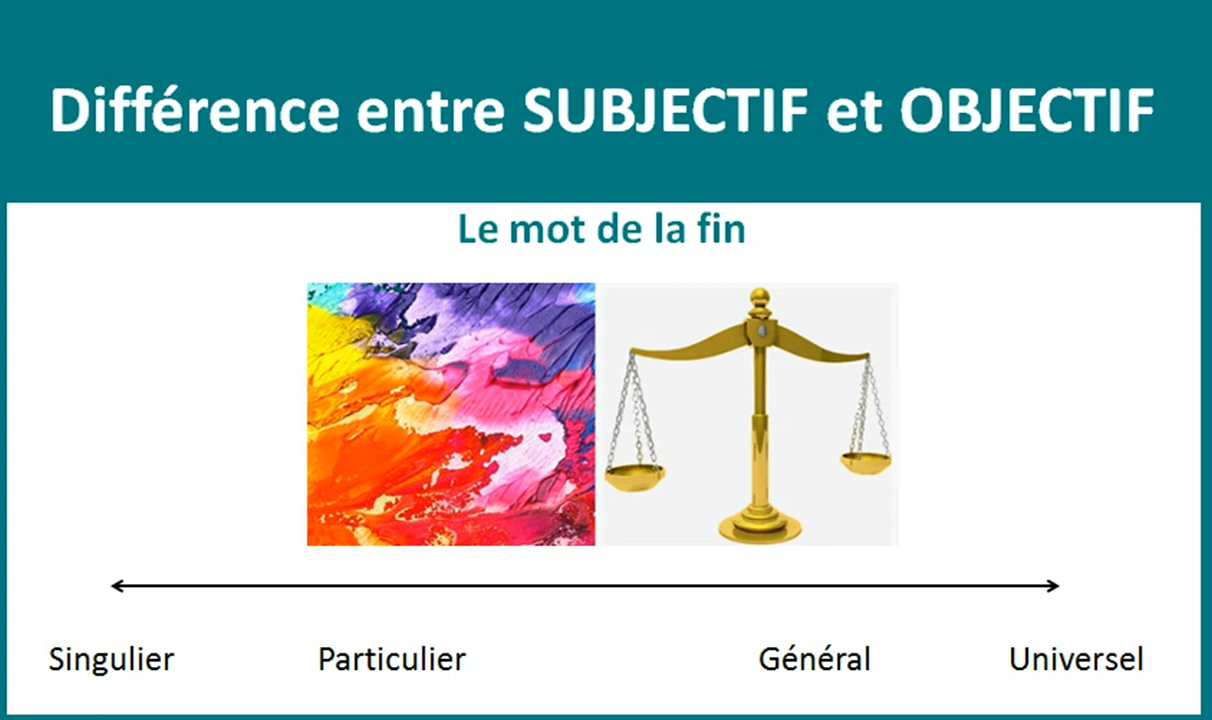 Différence entre SUBJECTIF et OBJECTIF
Le mot de la fin
Singulier Particulier Général Universel